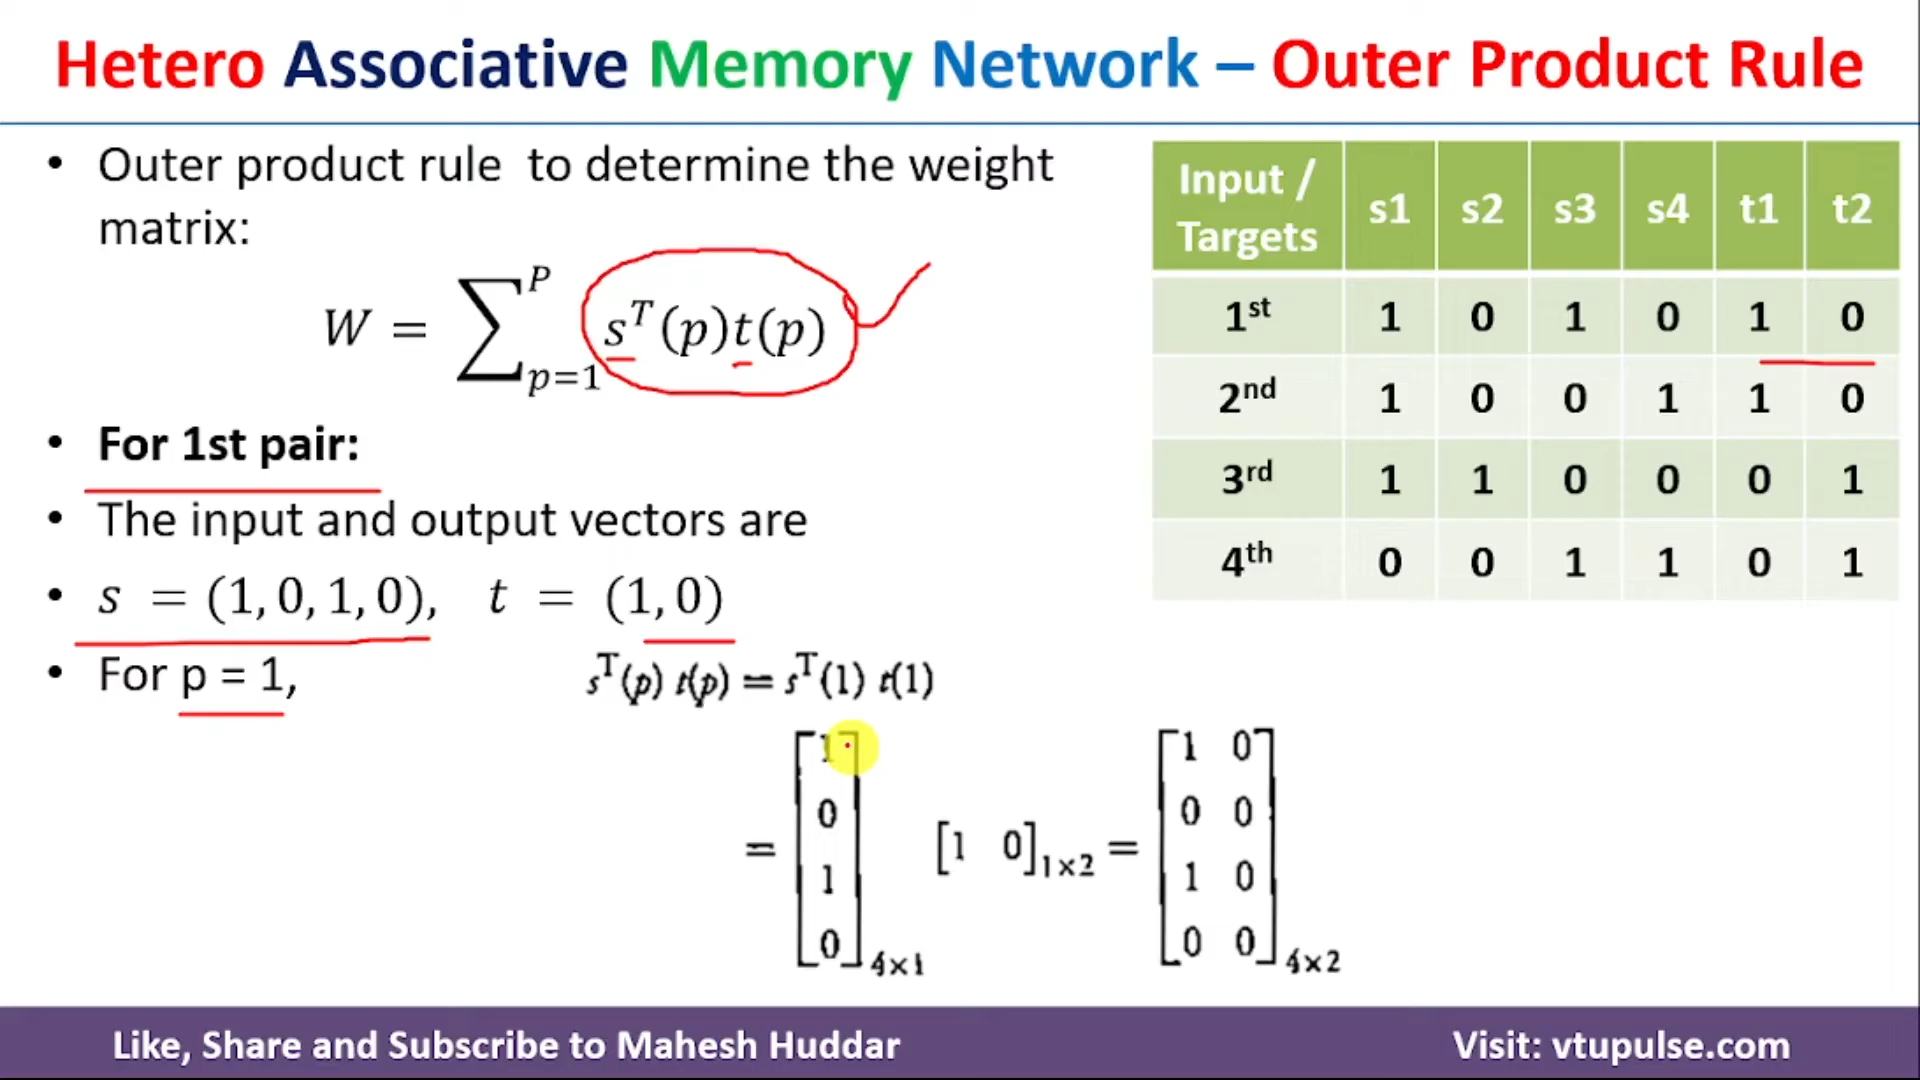 Hetero Associative Memory Network – Outer Product Rule
• Outer product rule to determine the weight
matrix:
W = ∑_{p=1}^{P} s^T(p)t(p)
• For 1st pair:
• The input and output vectors are
• s = (1, 0, 1, 0), t = (1, 0)
• For p = 1,
s^T(p) t(p) = s^T(1) t(1)
= [1 0 1 0]_{4×1} [1 0]_{1×2} = [1 0
0 0
1 0
0 0]_{4×2}
Input / Targets s1 s2 s3 s4 t1 t2
1st 1 0 1 0 1 0
2nd 1 0 0 1 1 0
3rd 1 1 0 0 0 1
4th 0 0 1 1 0 1
Like, Share and Subscribe to Mahesh Huddar
Visit: vtupulse.com